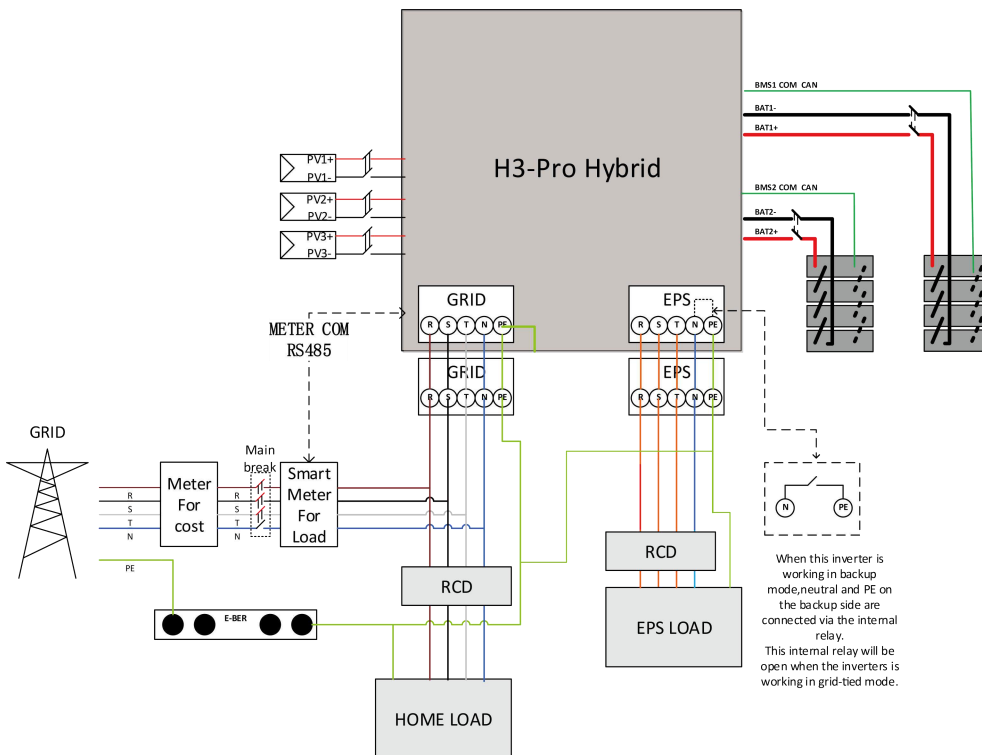 H3-Pro Hybrid
BMS1 COM CAN
BAT1-
BAT1+
BMS2 COM CAN
BAT2-
BAT2+
PV1+
PV1-
PV2+
PV2-
PV3+
PV3-
GRID
R S T N PE
EPS
R S T N PE
METER COM
RS485
GRID
R S T N PE
EPS
R S T N PE
GRID
R
S
T
N
PE
Meter
For
cost
Main
break
R
S
T
N
Smart
Meter
For
Load
E-BER
RCD
HOME LOAD
RCD
EPS LOAD
N PE
When this inverter is
working in backup
mode,neutral and PE on
the backup side are
connected via the internal
relay.
This internal relay will be
open when the inverters is
working in grid-tied mode.